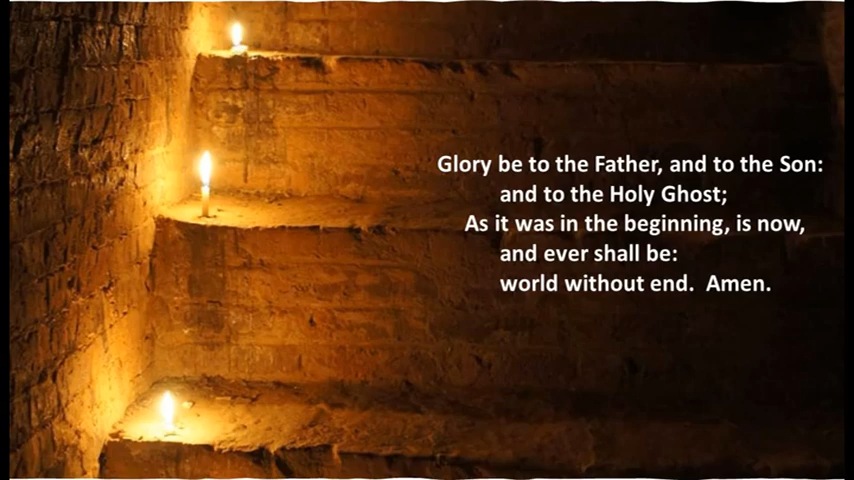 Glory be to the Father, and to the Son:
and to the Holy Ghost;
As it was in the beginning, is now,
and ever shall be:
world without end. Amen.